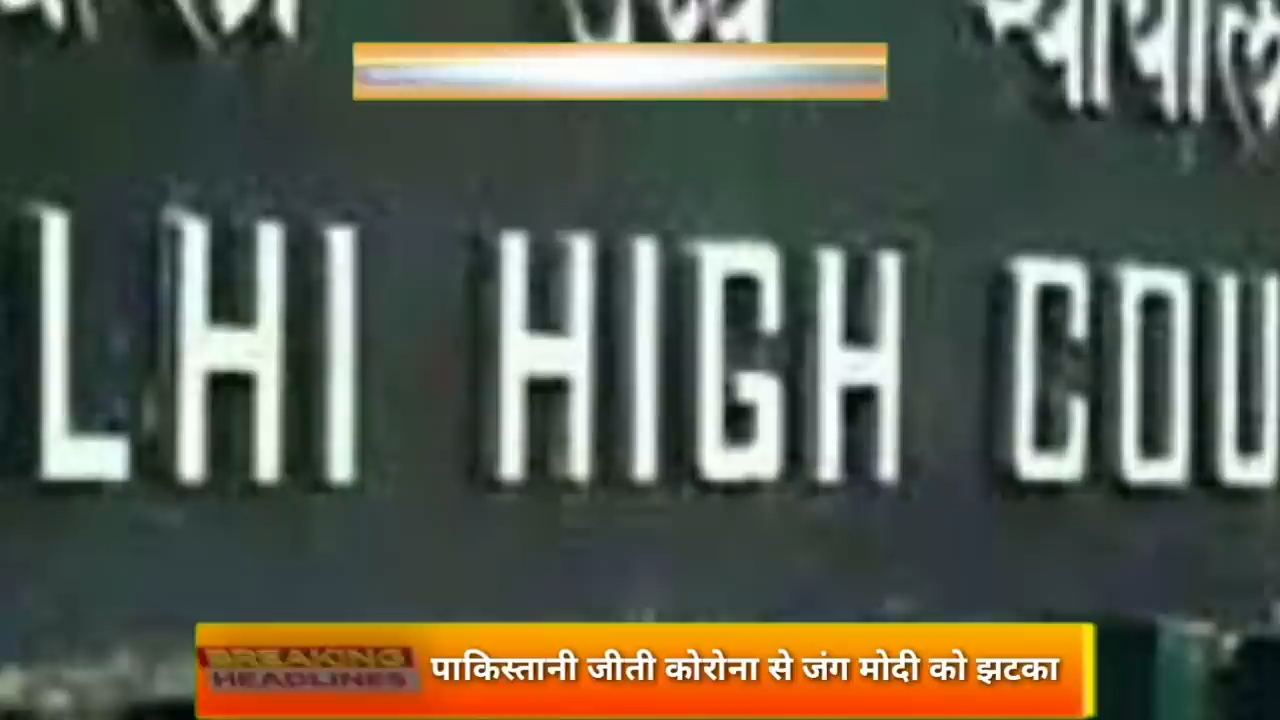 LHI HIGH COU
BREAKING
HEADLINES
पाकिस्तानी जीती कोरोना से जंग मोदी को झटका